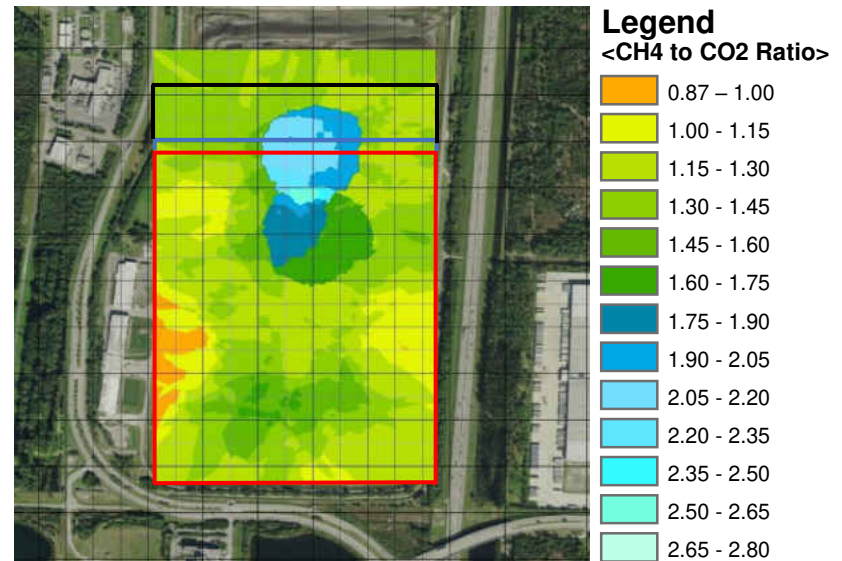 Legend
<CH4 to CO2 Ratio>
0.87 – 1.00
1.00 - 1.15
1.15 - 1.30
1.30 - 1.45
1.45 - 1.60
1.60 - 1.75
1.75 - 1.90
1.90 - 2.05
2.05 - 2.20
2.20 - 2.35
2.35 - 2.50
2.50 - 2.65
2.65 - 2.80